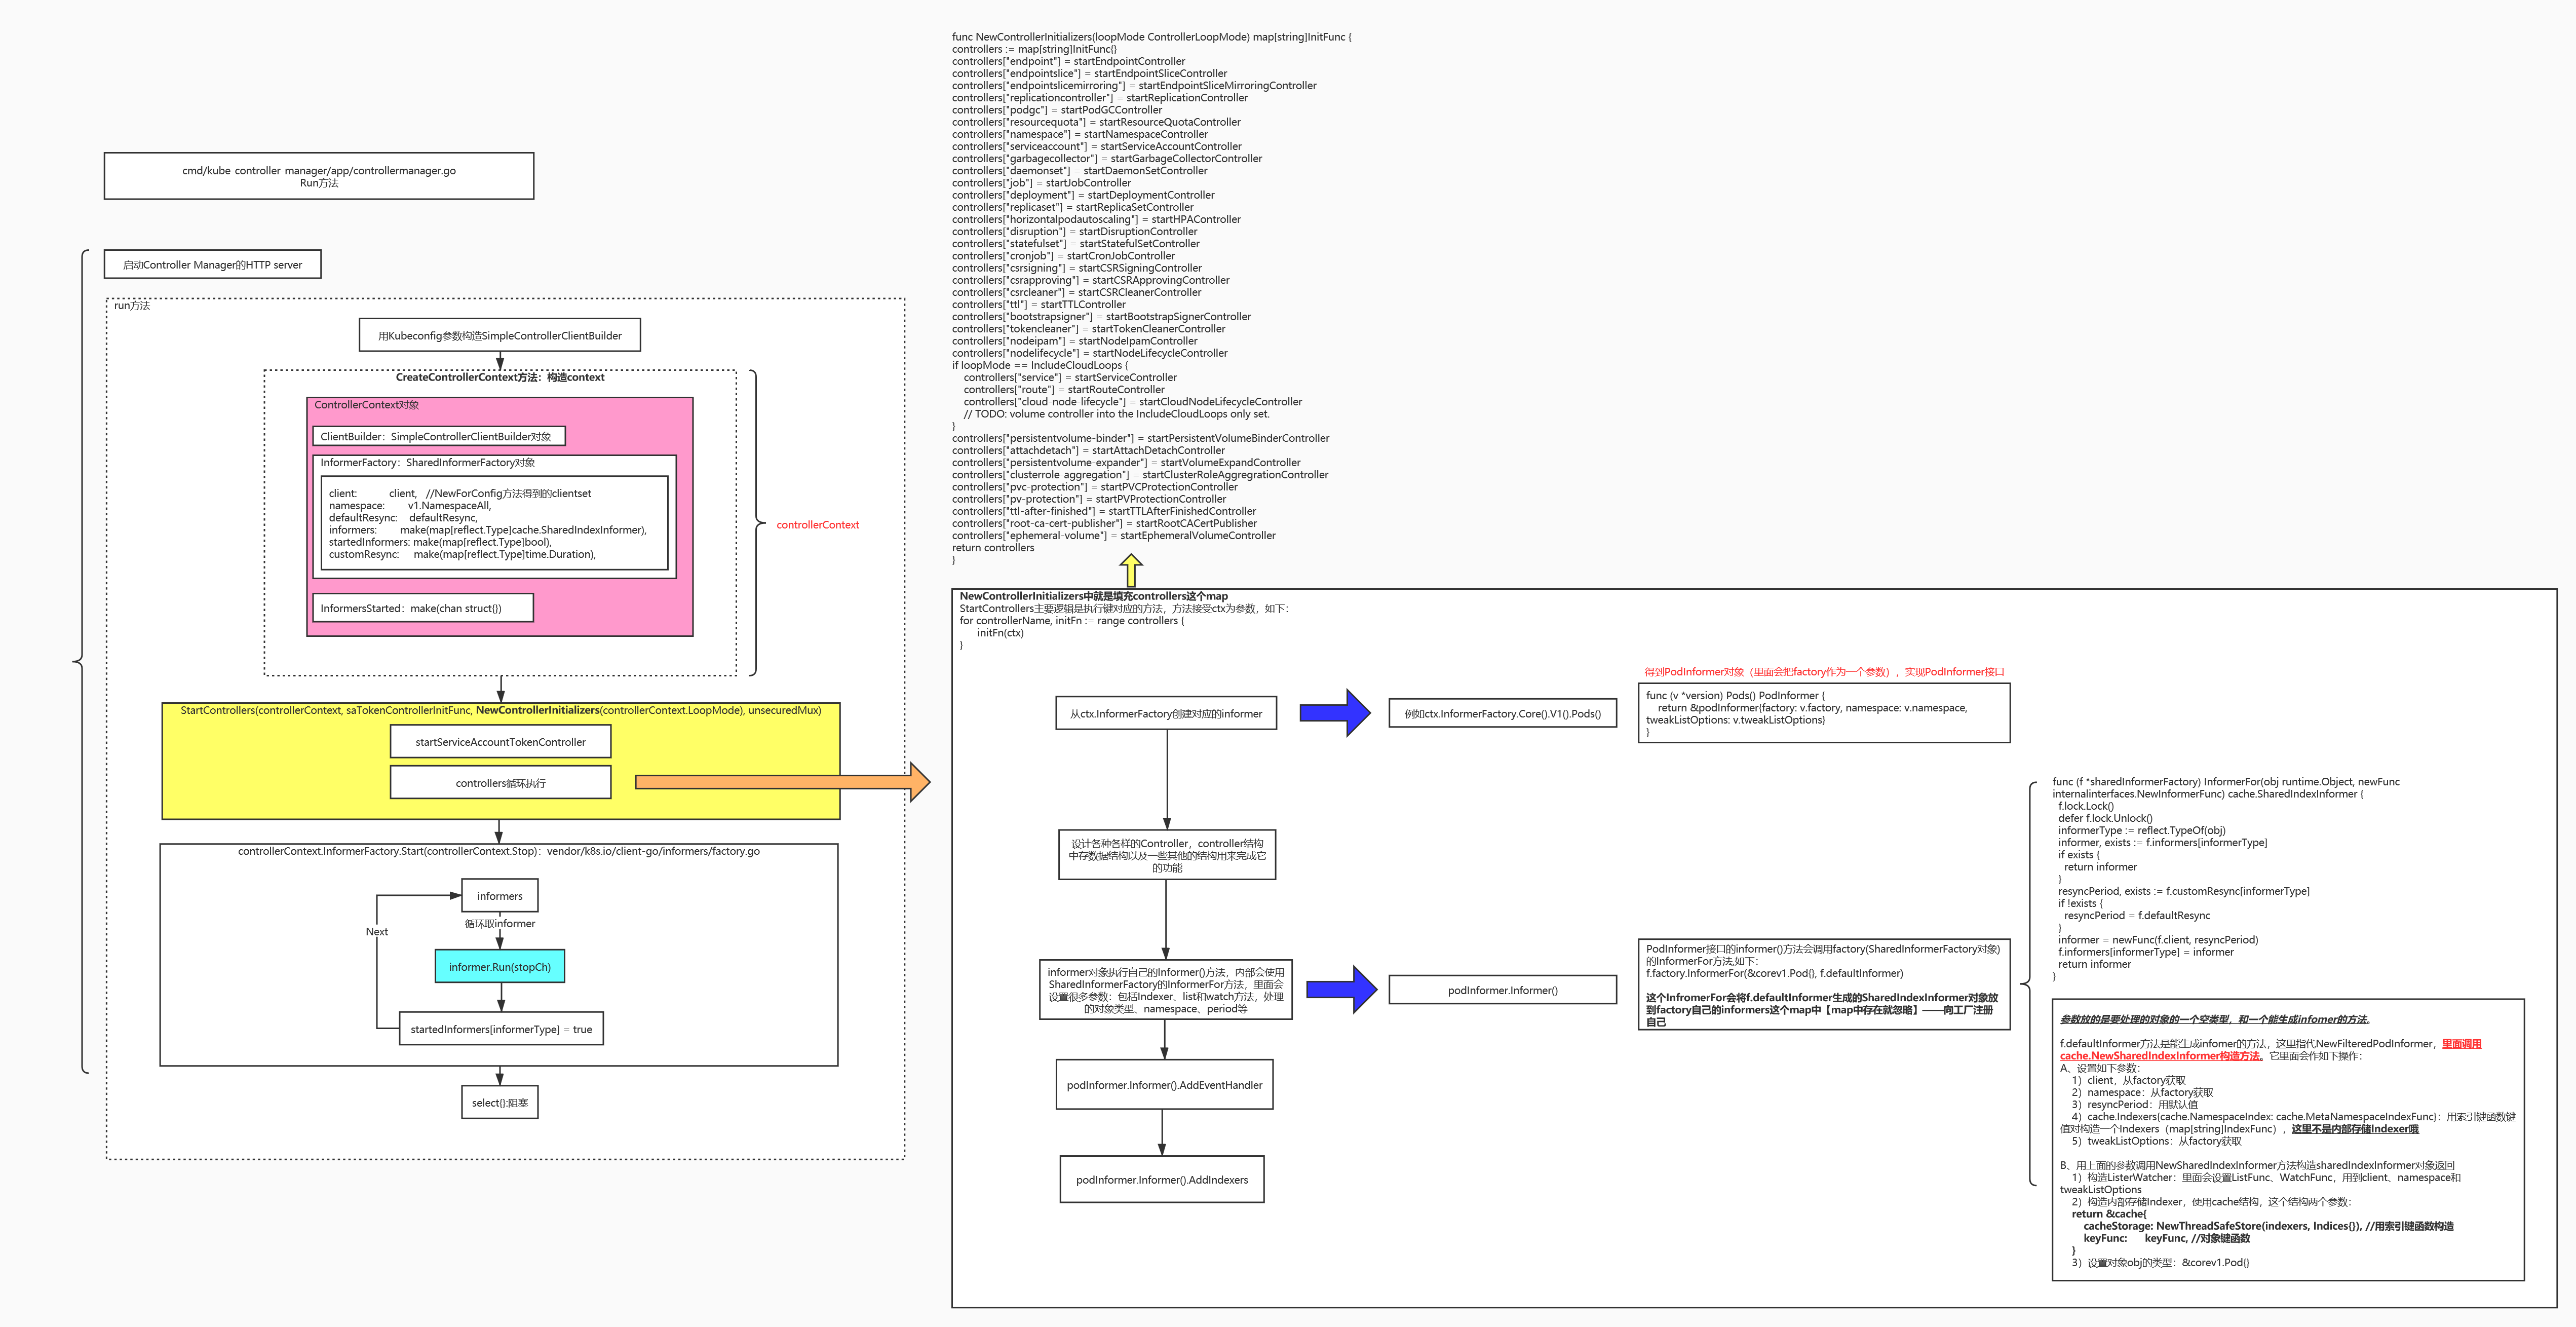 cmd/kube-controller-manager/app/controllermanager.go
Run方法
启动Controller Manager的HTTP server
run方法
用Kubeconfig参数构造SimpleControllerClientBuilder
CreateControllerContext方法：构造context
ControllerContext对象
ClientBuilder：SimpleControllerClientBuilder对象
InformerFactory：SharedInformerFactory对象
client: client, //NewForConfig方法得到的clientset
namespace: v1.NamespaceAll,
defaultResync: defaultResync,
informers: make(map[reflect.Type]cache.SharedIndexInformer),
startedInformers: make(map[reflect.Type]bool),
customResync: make(map[reflect.Type]time.Duration),
InformersStarted：make(chan struct{})
controllerContext
StartControllers(controllerContext, saTokenControllerInitFunc, NewControllerInitializers(controllerContext.LoopMode), unsecuredMux)
startServiceAccountTokenController
controllers循环执行
controllerContext.InformerFactory.Start(controllerContext.Stop)：vendor/k8s.io/client-go/informers/factory.go
informers
循环取informer
Next
informer.Run(stopCh)
startedInformers[informerType] = true
select{}:阻塞
func NewControllerInitializers(loopMode ControllerLoopMode) map[string]InitFunc {
controllers := map[string]InitFunc{}
controllers["endpoint"] = startEndpointController
controllers["endpointslice"] = startEndpointSliceController
controllers["endpointslicemirroring"] = startEndpointSliceMirroringController
controllers["replicationcontroller"] = startReplicationController
controllers["podgc"] = startPodGCController
controllers["resourcequota"] = startResourceQuotaController
controllers["namespace"] = startNamespaceController
controllers["serviceaccount"] = startServiceAccountController
controllers["garbagecollector"] = startGarbageCollectorController
controllers["daemonset"] = startDaemonSetController
controllers["job"] = startJobController
controllers["deployment"] = startDeploymentController
controllers["replicaset"] = startReplicaSetController
controllers["horizontalpodautoscaling"] = startHPAController
controllers["disruption"] = startDisruptionController
controllers["statefulset"] = startStatefulSetController
controllers["cronjob"] = startCronJobController
controllers["csrsigning"] = startCSRSigningController
controllers["csrapproving"] = startCSRApprovingController
controllers["csrcleaner"] = startCSRCleanerController
controllers["ttl"] = startTTLController
controllers["bootstrapsigner"] = startBootstrapSignerController
controllers["tokencleaner"] = startTokenCleanerController
controllers["nodeipam"] = startNodeIpamController
controllers["nodelifecycle"] = startNodeLifecycleController
if loopMode == IncludeCloudLoops {
controllers["service"] = startServiceController
controllers["route"] = startRouteController
controllers["cloud-node-lifecycle"] = startCloudNodeLifecycleController
// TODO: volume controller into the IncludeCloudLoops only set.
}
controllers["persistentvolume-binder"] = startPersistentVolumeBinderController
controllers["attachdetach"] = startAttachDetachController
controllers["persistentvolume-expander"] = startVolumeExpandController
controllers["clusterrole-aggregation"] = startClusterRoleAggregrationController
controllers["pvc-protection"] = startPVCProtectionController
controllers["pv-protection"] = startPVProtectionController
controllers["ttl-after-finished"] = startTTLAfterFinishedController
controllers["root-ca-cert-publisher"] = startRootCACertPublisher
controllers["ephemeral-volume"] = startEphemeralVolumeController
return controllers
}
NewControllerInitializers中就是填充controllers这个map
StartControllers主要逻辑是执行键对应的方法，方法接受ctx为参数，如下：
for controllerName, initFn := range controllers {
initFn(ctx)
}
从ctx.InformerFactory创建对应的informer
例如ctx.InformerFactory.Core().V1().Pods()
得到PodInformer对象（里面会把factory作为一个参数），实现PodInformer接口
func (v *version) Pods() PodInformer {
return &podInformer{factory: v.factory, namespace: v.namespace,
tweakListOptions: v.tweakListOptions}
}
设计各种各样的Controller，controller结构
中存数据结构以及一些其他的结构用来完成它
的功能
informer对象执行自己的Informer()方法，内部会使用
SharedInformerFactory的InformerFor方法，里面会
设置很多参数：包括Indexer、list和watch方法，处理
的对象类型、namespace、period等
podInformer.Informer()
PodInformer接口的informer()方法会调用factory(SharedInformerFactory对象)
的InformerFor方法,如下：
f.factory.InformerFor(&corev1.Pod{}, f.defaultInformer)
这个InfromerFor会将f.defaultInformer生成的SharedIndexInformer对象放
到factory自己的informers这个map中【map中存在就忽略】——向工厂注册
自己
podInformer.Informer().AddEventHandler
podInformer.Informer().AddIndexers
func (f *sharedInformerFactory) InformerFor(obj runtime.Object, newFunc
internalinterfaces.NewInformerFunc) cache.SharedIndexInformer {
f.lock.Lock()
defer f.lock.Unlock()
informerType := reflect.TypeOf(obj)
informer, exists := f.informers[informerType]
if exists {
return informer
}
resyncPeriod, exists := f.customResync[informerType]
if !exists {
resyncPeriod = f.defaultResync
}
informer = newFunc(f.client, resyncPeriod)
f.informers[informerType] = informer
return informer
}
参数放的是要处理的对象的一个空类型，和一个能生成infomer的方法。
f.defaultInformer方法是能生成infomer的方法，这里指代NewFilteredPodInformer，里面调用
cache.NewSharedIndexInformer构造方法。它里面会作如下操作：
A、设置如下参数：
1）client，从factory获取
2）namespace：从factory获取
3）resyncPeriod：用默认值
4）cache.Indexers{cache.NamespaceIndex: cache.MetaNamespaceIndexFunc}：用索引键函数键
值对构造一个Indexers（map[string]IndexFunc），这里不是内部存储Indexer哦
5）tweakListOptions：从factory获取
B、用上面的参数调用NewSharedIndexInformer方法构造sharedIndexInformer对象返回
1）构造ListerWatcher：里面会设置ListFunc、WatchFunc，用到client、namespace和
tweakListOptions
2）构造内部存储Indexer，使用cache结构，这个结构两个参数：
return &cache{
cacheStorage: NewThreadSafeStore(indexers, Indices{}), //用索引键函数构造
keyFunc: keyFunc, //对象键函数
}
3）设置对象obj的类型：&corev1.Pod{}